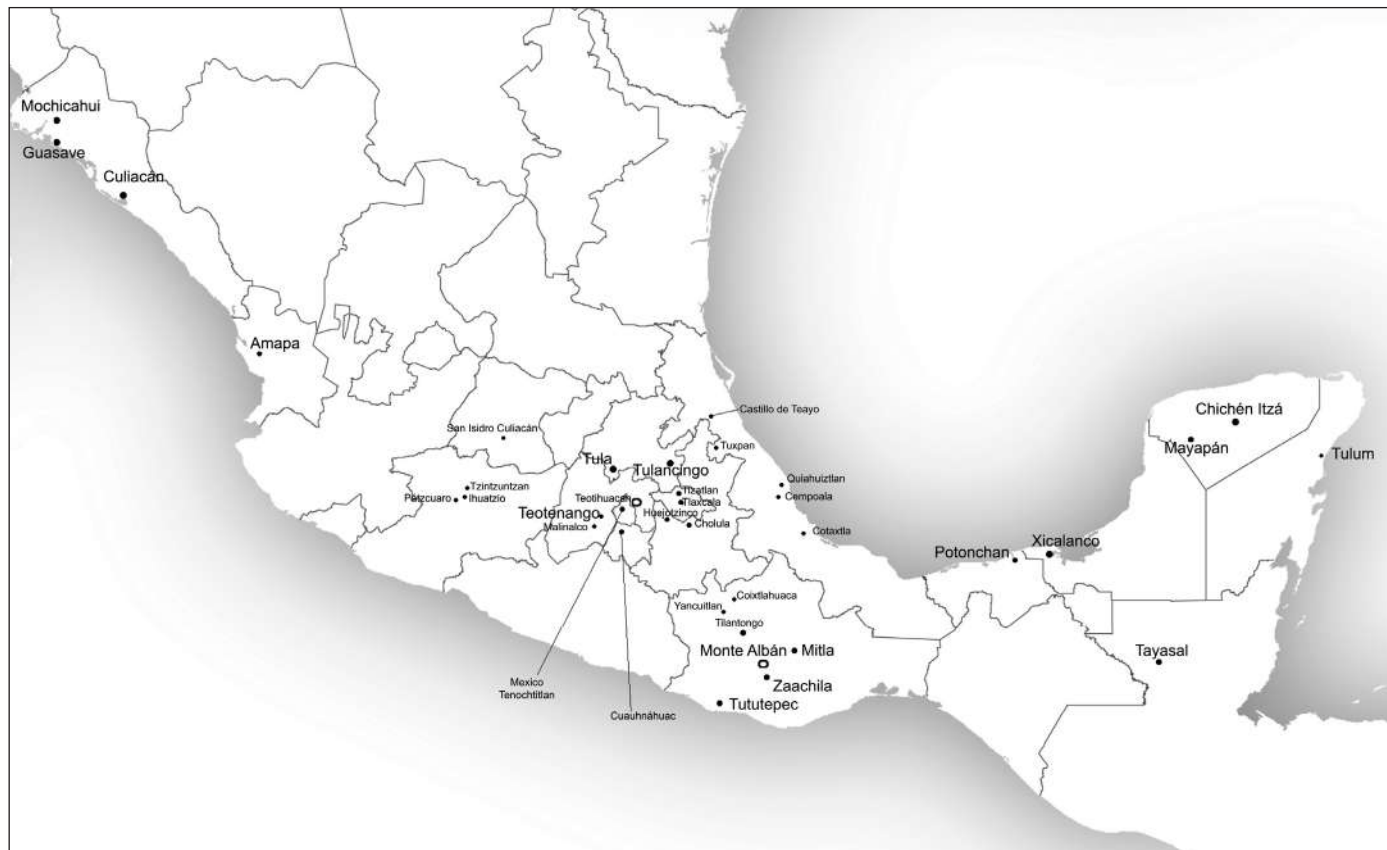 Mochicahui
Guasave
Culiacán
Amapa
Castillo de Teayo
San Isidro Culiacán
Tuxpan
Tula
Tulancingo
Chichén Itzá
Mayapán
Tulum
Tzintzuntzan
Pátzcuaro
Ihuatzio
Teotihuacan
Tizatlan
Tlaxcala
Quiahuiztlan
Cempoala
Teotenango
Huejotzinco
Malinalco
Cholula
Cotaxtla
Potonchan
Xicalanco
Coixtlahuaca
Yancuitlan
Tilantongo
Monte Albán
Mitla
Tayasal
Zaachila
Mexico
Tenochtitlan
Tututepec
Cuauhnáhuac